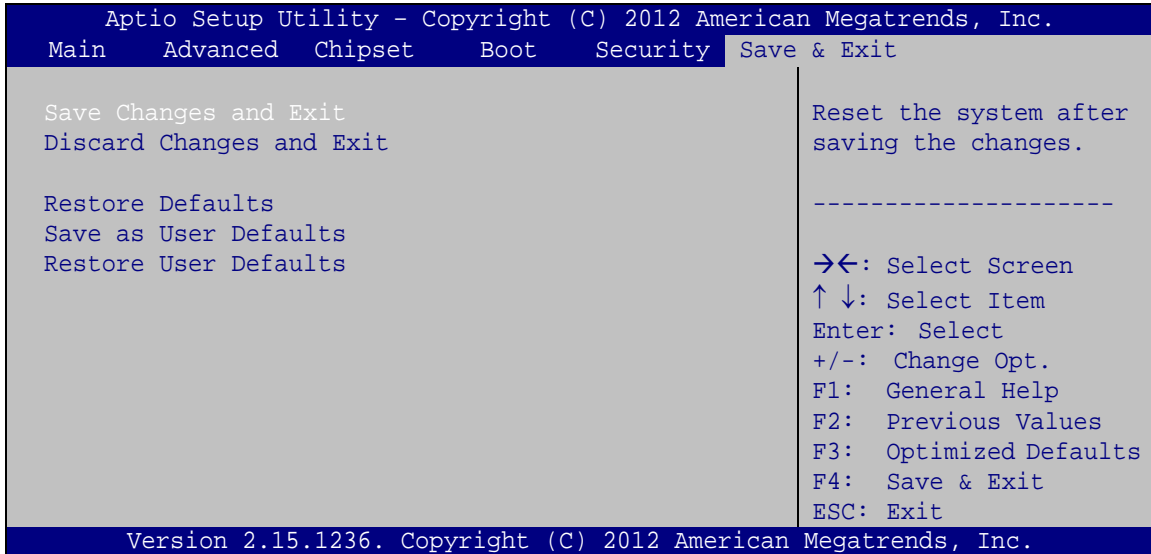 Aptio Setup Utility – Copyright (C) 2012 American Megatrends, Inc.
Main Advanced Chipset Boot Security Save & Exit
Save Changes and Exit
Discard Changes and Exit
Restore Defaults
Save as User Defaults
Restore User Defaults
Reset the system after
saving the changes.
---------------------
→←: Select Screen
↑ ↓: Select Item
Enter: Select
+/-: Change Opt.
F1: General Help
F2: Previous Values
F3: Optimized Defaults
F4: Save & Exit
ESC: Exit
Version 2.15.1236. Copyright (C) 2012 American Megatrends, Inc.